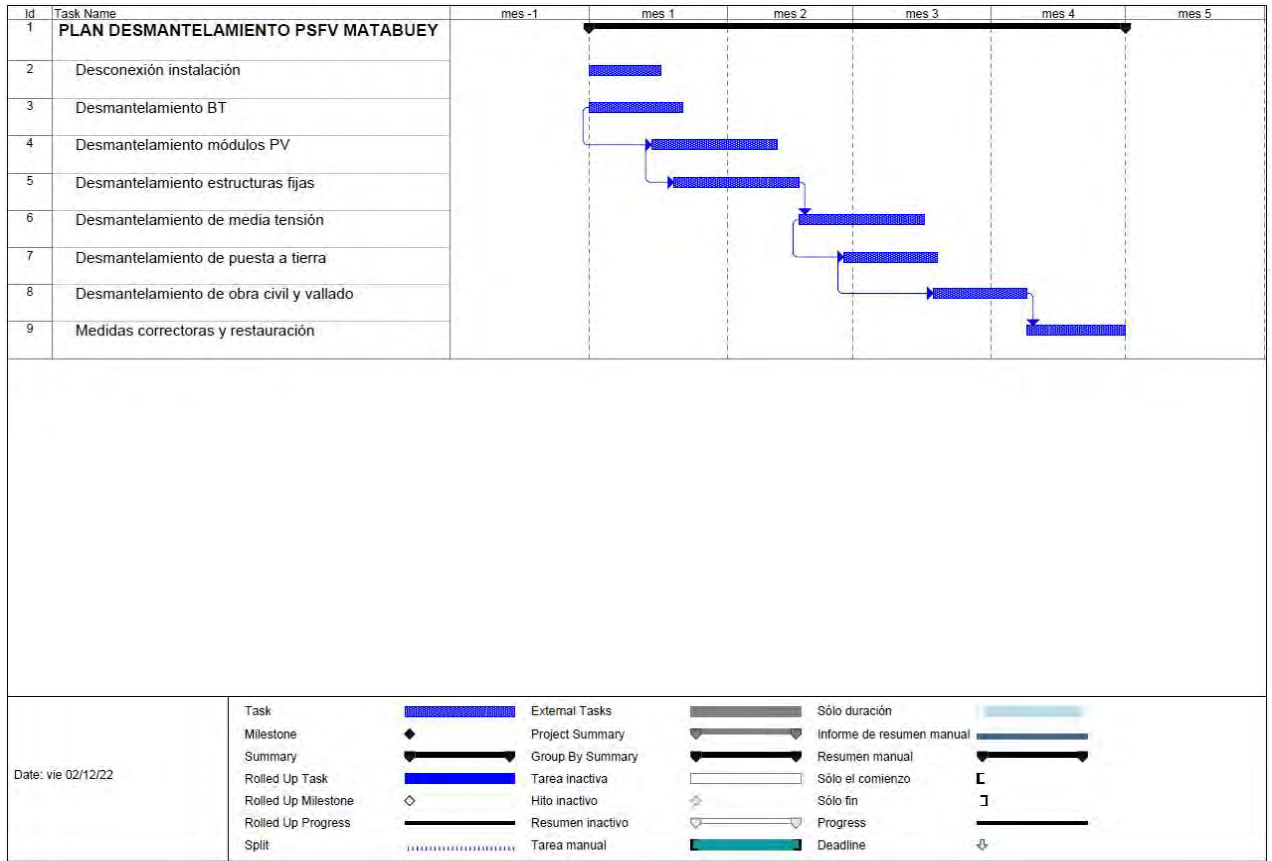 Id Task Name mes -1 mes 1 mes 2 mes 3 mes 4 mes 5
1 PLAN DESMANTELAMIENTO PSFV MATABUEY
2 Desconexión instalación
3 Desmantelamiento BT
4 Desmantelamiento módulos PV
5 Desmantelamiento estructuras fijas
6 Desmantelamiento de media tensión
7 Desmantelamiento de puesta a tierra
8 Desmantelamiento de obra civil y vallado
9 Medidas correctoras y restauración
Date: vie 02/12/22
Task External Tasks Sólo duración
Milestone Project Summary Informe de resumen manual
Summary Group By Summary Resumen manual
Rolled Up Task Tarea inactiva Sólo el comienzo
Rolled Up Milestone Hito inactivo Sólo fin
Rolled Up Progress Resumen inactivo Progress
Split Tarea manual Deadline